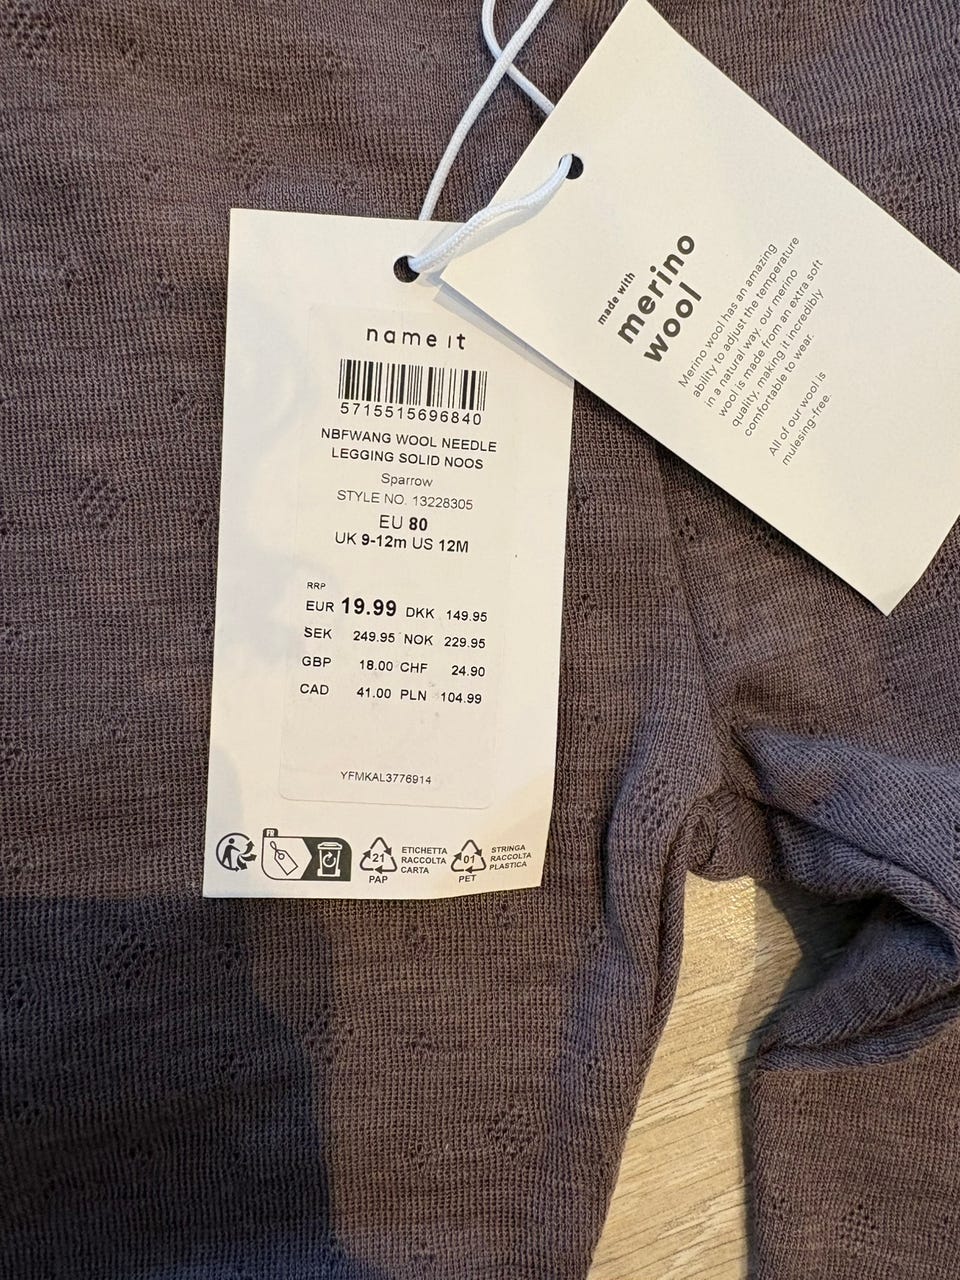 name it
5715515696840
NBFWANG WOOL NEEDLE
LEGGING SOLID NOOS
Sparrow
STYLE NO. 13228305
EU 80
UK 9-12m US 12M
RRP
EUR 19.99 DKK 149.95
SEK 249.95 NOK 229.95
GBP 18.00 CHF 24.90
CAD 41.00 PLN 104.99
YFMKAL3776914
FR
21
PAP
ETICHETTA
RACCOLTA
CARTA
01
PET
STRINGA
RACCOLTA
PLASTICA
made with
merino
wool
Merino wool has an amazing
ability to adjust the temperature
in a natural way. our merino
wool is made from an extra soft
quality, making it incredibly
comfortable to wear.
All of our wool is
mulesing-free.